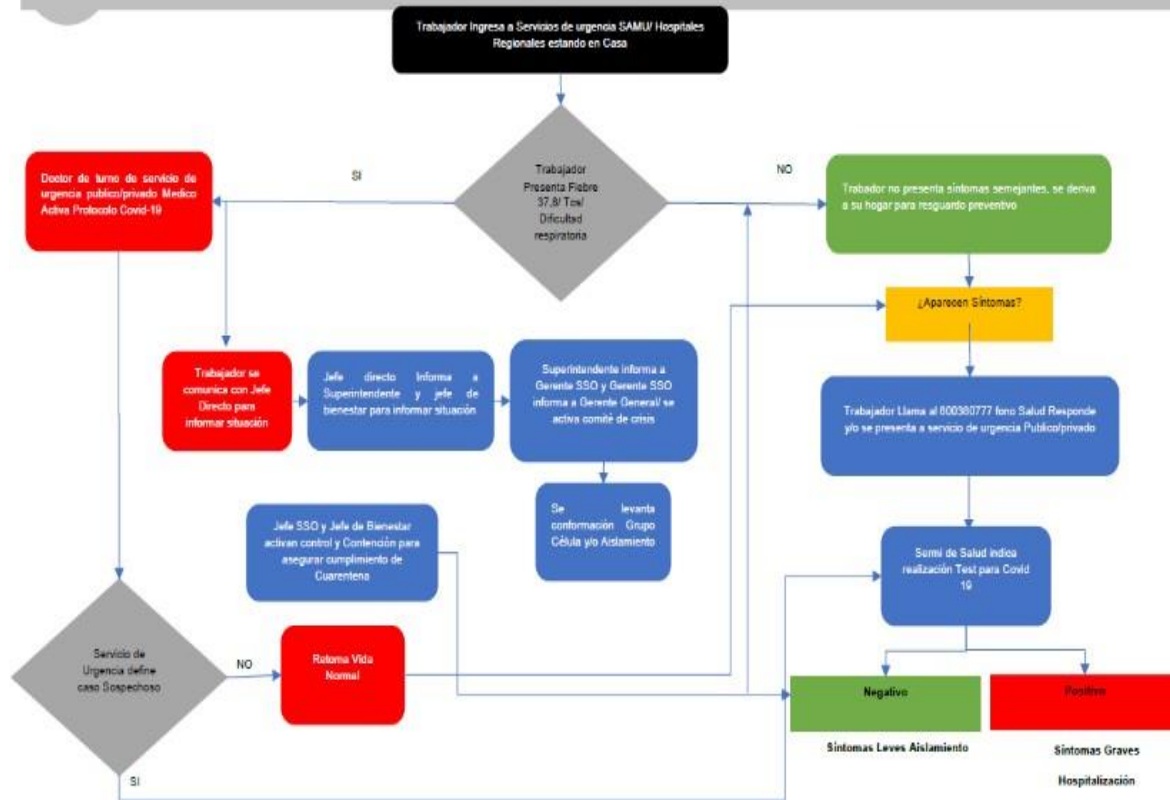 Trabajador Ingresa a Servicios de urgencia SAMU/ Hospitales
Regionales estando en Casa
Trabajador
Presenta Fiebre
37,8/ Tos/
Dificultad
respiratoria
SI
NO
Doctor de turno de servicio de
urgencia publico/privado Medico
Activa Protocolo Covid-19
Trabador no presenta síntomas semejantes, se deriva
a su hogar para resguardo preventivo
¿Aparecen Síntomas?
Trabajador se
comunica con Jefe
Directo para
informar situación
Jefe directo Informa a
Superintendente y jefe de
bienestar para informar situación
Superintendente informa a
Gerente SSO y Gerente SSO
informa a Gerente General/ se
activa comité de crisis
Trabajador Llama al 600360777 fono Salud Responde
y/o se presenta a servicio de urgencia Publico/privado
Se levanta
conformación Grupo
Célula y/o Aislamiento
Jefe SSO y Jefe de Bienestar
activan control y Contención para
asegurar cumplimiento de
Cuarentena
Sermi de Salud indica
realización Test para Covid
19
Servicio de
Urgencia define
caso Sospechoso
NO
Retoma Vida
Normal
Negativo
Positivo
Síntomas Leves Aislamiento
Síntomas Graves
Hospitalización
SI